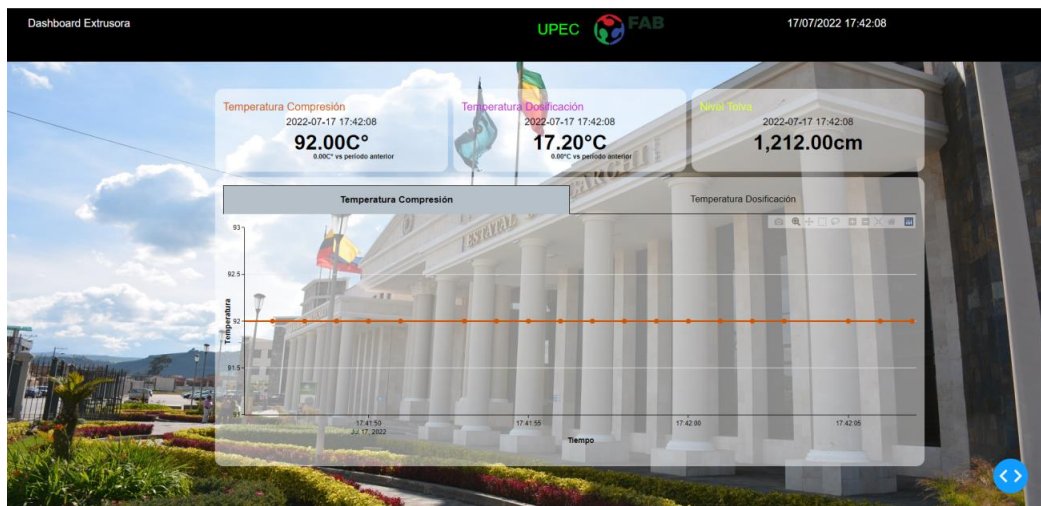 Dashboard Extrusora
UPEC
FAB
17/07/2022 17:42:08
Temperatura Compresión
2022-07-17 17:42:08
92.00C°
0.00C° vs período anterior
Temperatura Dosificación
2022-07-17 17:42:08
17.20°C
0.00°C vs período anterior
Nivel Tolva
2022-07-17 17:42:08
1,212.00cm
Temperatura Compresión
Temperatura Dosificación
93
92.5
92
91.5
Temperatura
17:41:50
Jul 17, 2022
17:41:55
17:42:00
17:42:05
Tiempo
ESTATAL